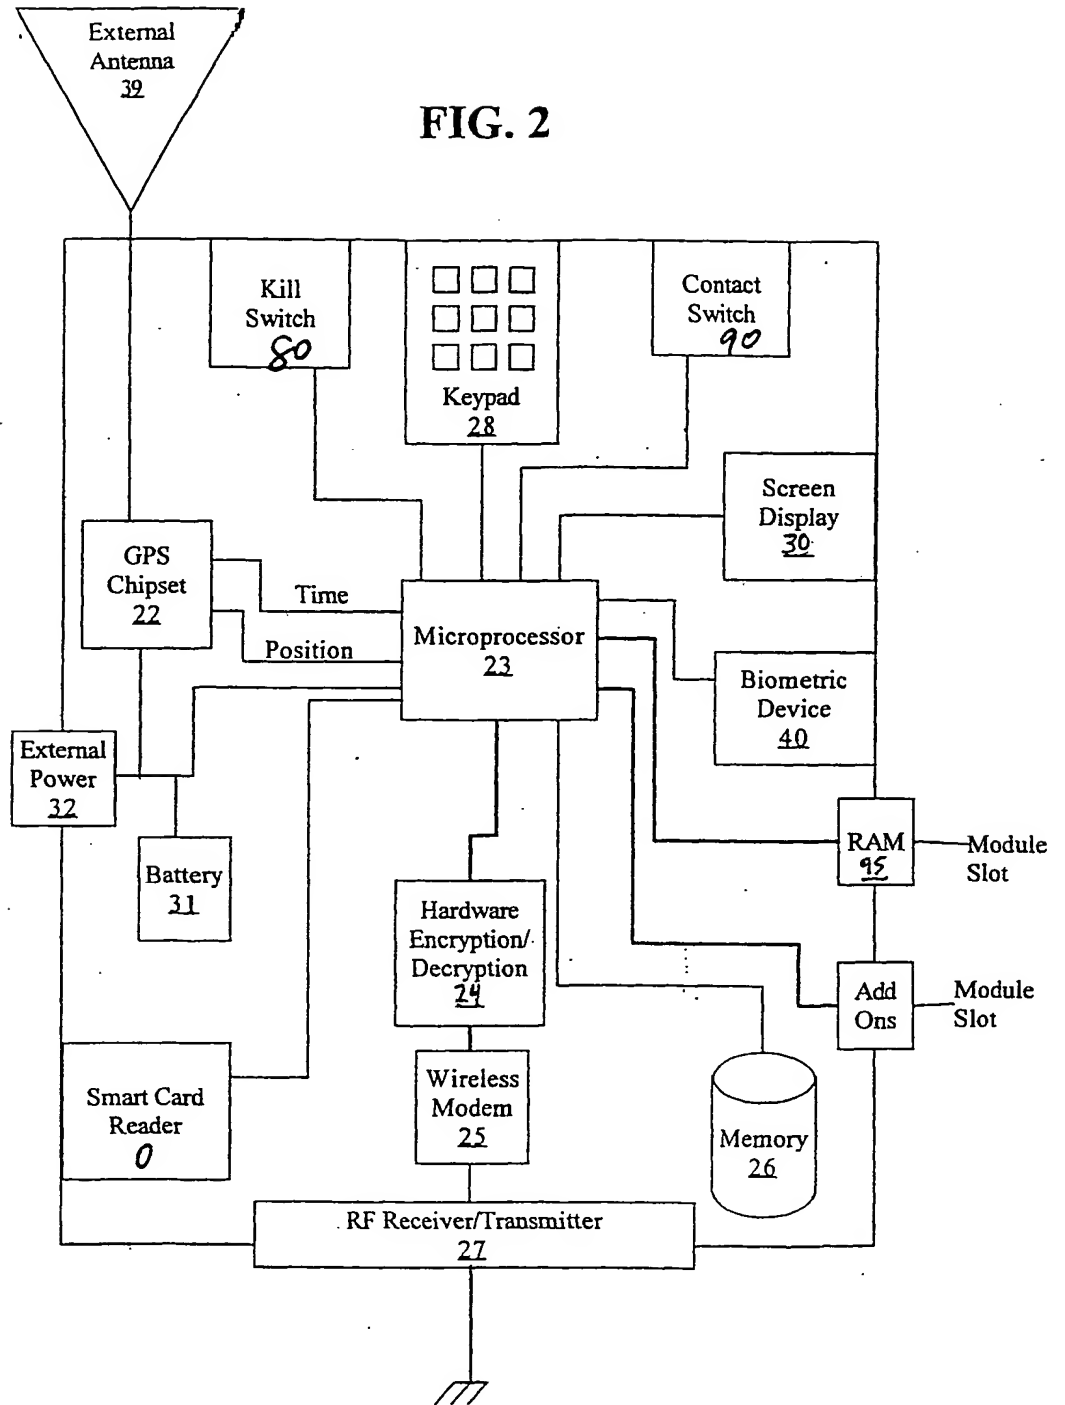 External
Antenna
39
FIG. 2
Kill
Switch
80
Keypad
28
Contact
Switch
90
Screen
Display
30
GPS
Chipset
22
Time
Position
Microprocessor
23
Biometric
Device
40
External
Power
32
Battery
31
RAM
95
Module
Slot
Hardware
Encryption/
Decryption
24
Add
Ons
Module
Slot
Smart Card
Reader
0
Wireless
Modem
25
Memory
26
RF Receiver/Transmitter
27